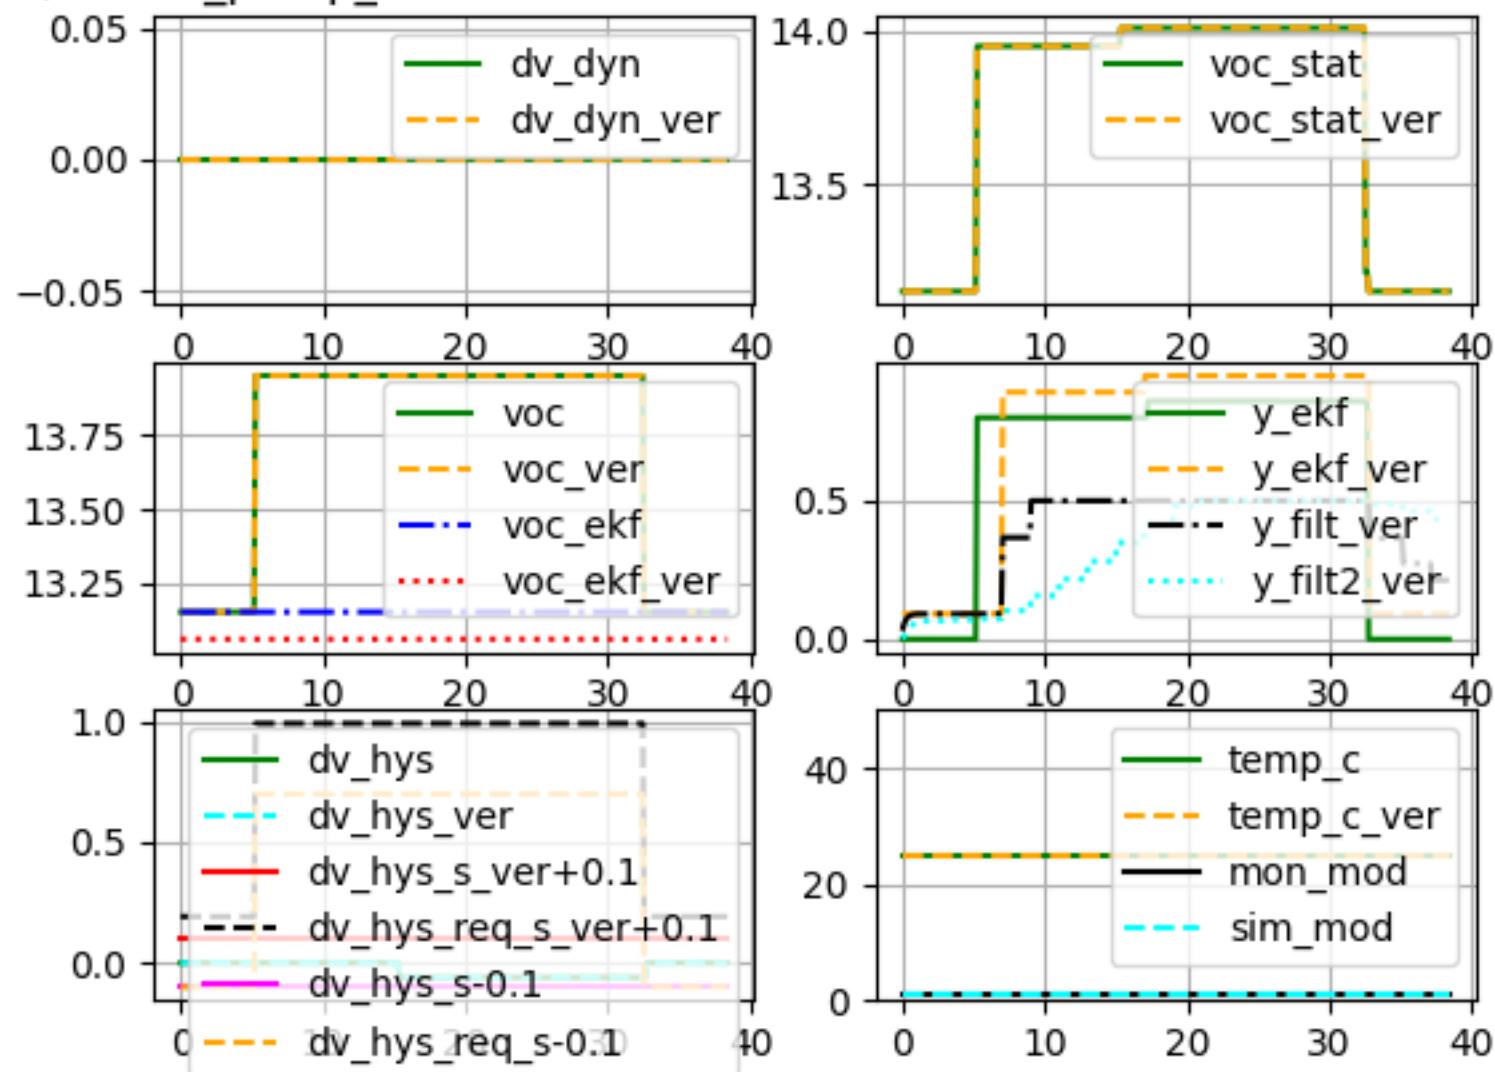 0.05
0.00
−0.05
dv_dyn
dv_dyn_ver
0 10 20 30 40
14.0
13.5
voc_stat
voc_stat_ver
0 10 20 30 40
13.75
13.50
13.25
voc
voc_ver
voc_ekf
voc_ekf_ver
0 10 20 30 40
0.5
0.0
y_ekf
y_ekf_ver
y_filt_ver
y_filt2_ver
0 10 20 30 40
1.0
0.5
0.0
dv_hys
dv_hys_ver
dv_hys_s_ver+0.1
dv_hys_req_s_ver+0.1
dv_hys_s-0.1
dv_hys_req_s-0.1
0 10 20 30 40
40
20
0
temp_c
temp_c_ver
mon_mod
sim_mod
0 10 20 30 40